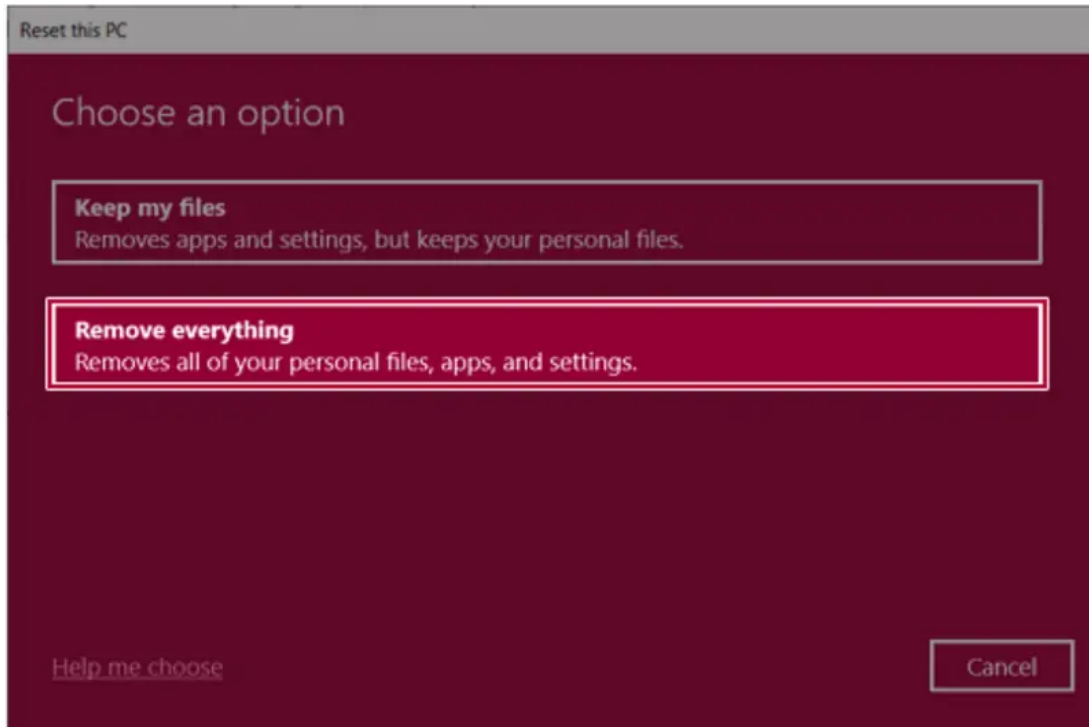 Reset this PC
Choose an option
Keep my files
Removes apps and settings, but keeps your personal files.
Remove everything
Removes all of your personal files, apps, and settings.
Help me choose
Cancel